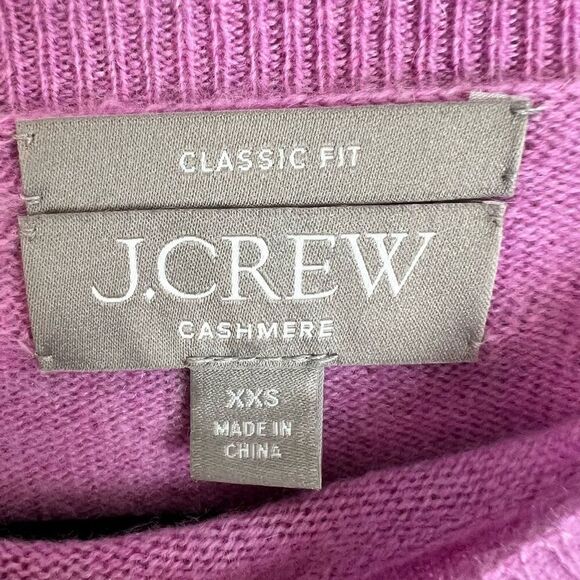 CLASSIC FIT
J.CREW
CASHMERE
XXS
MADE IN
CHINA